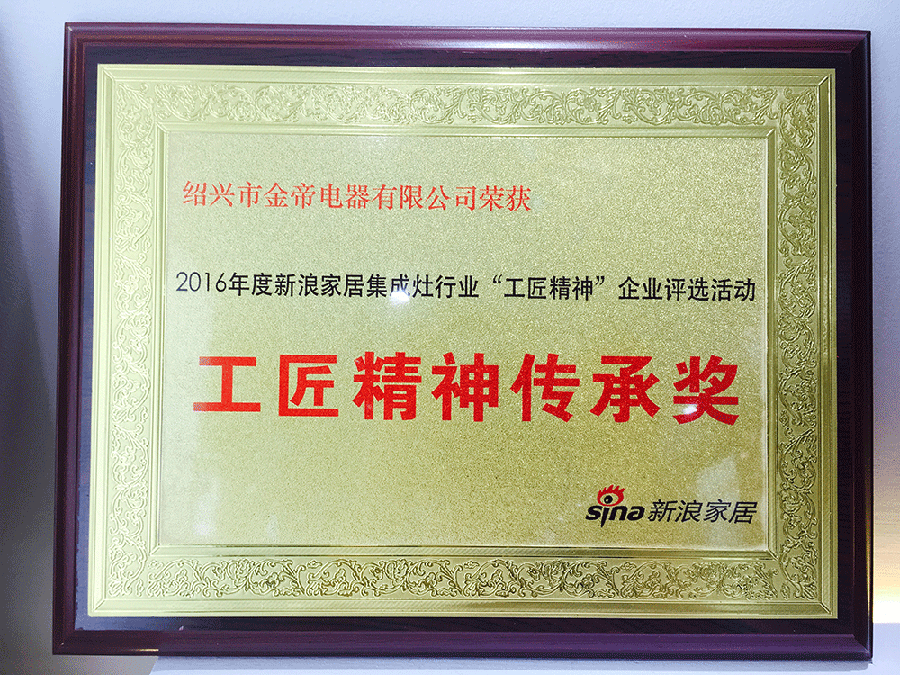 绍兴市金帝电器有限公司荣获
2016年度新浪家居集成灶行业“工匠精神”企业评选活动
工匠精神传承奖
sina新浪家居